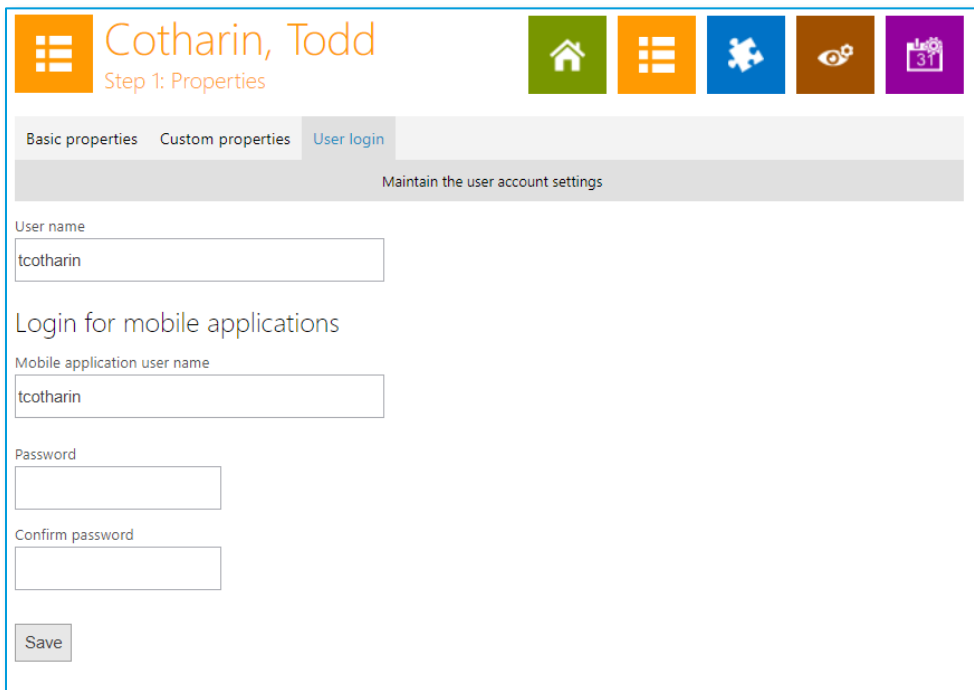 Cotharin, Todd
Step 1: Properties
31
Basic properties Custom properties User login
Maintain the user account settings
User name
tcotharin
Login for mobile applications
Mobile application user name
tcotharin
Password
Confirm password
Save